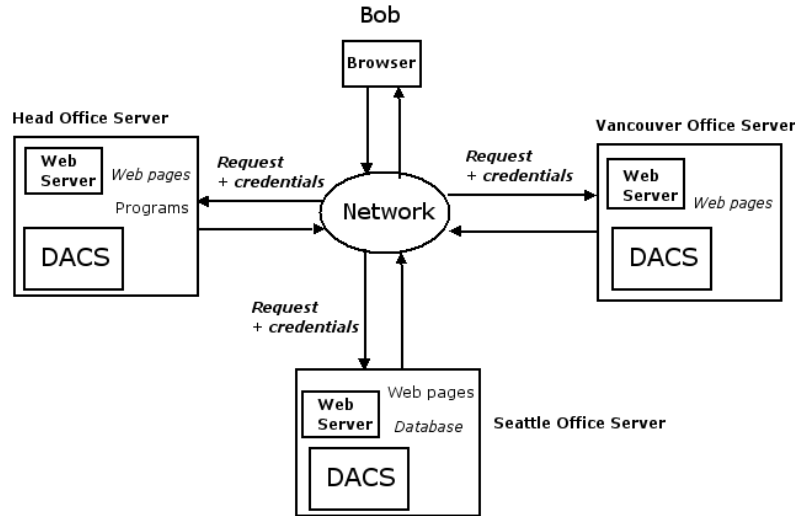 Bob
Browser
Head Office Server
Web
Server
Web pages
Programs
DACS
Request
+ credentials
Network
Request
+ credentials
Vancouver Office Server
Web
Server
Web pages
DACS
Request
+ credentials
Web
Server
Web pages
Database
DACS
Seattle Office Server